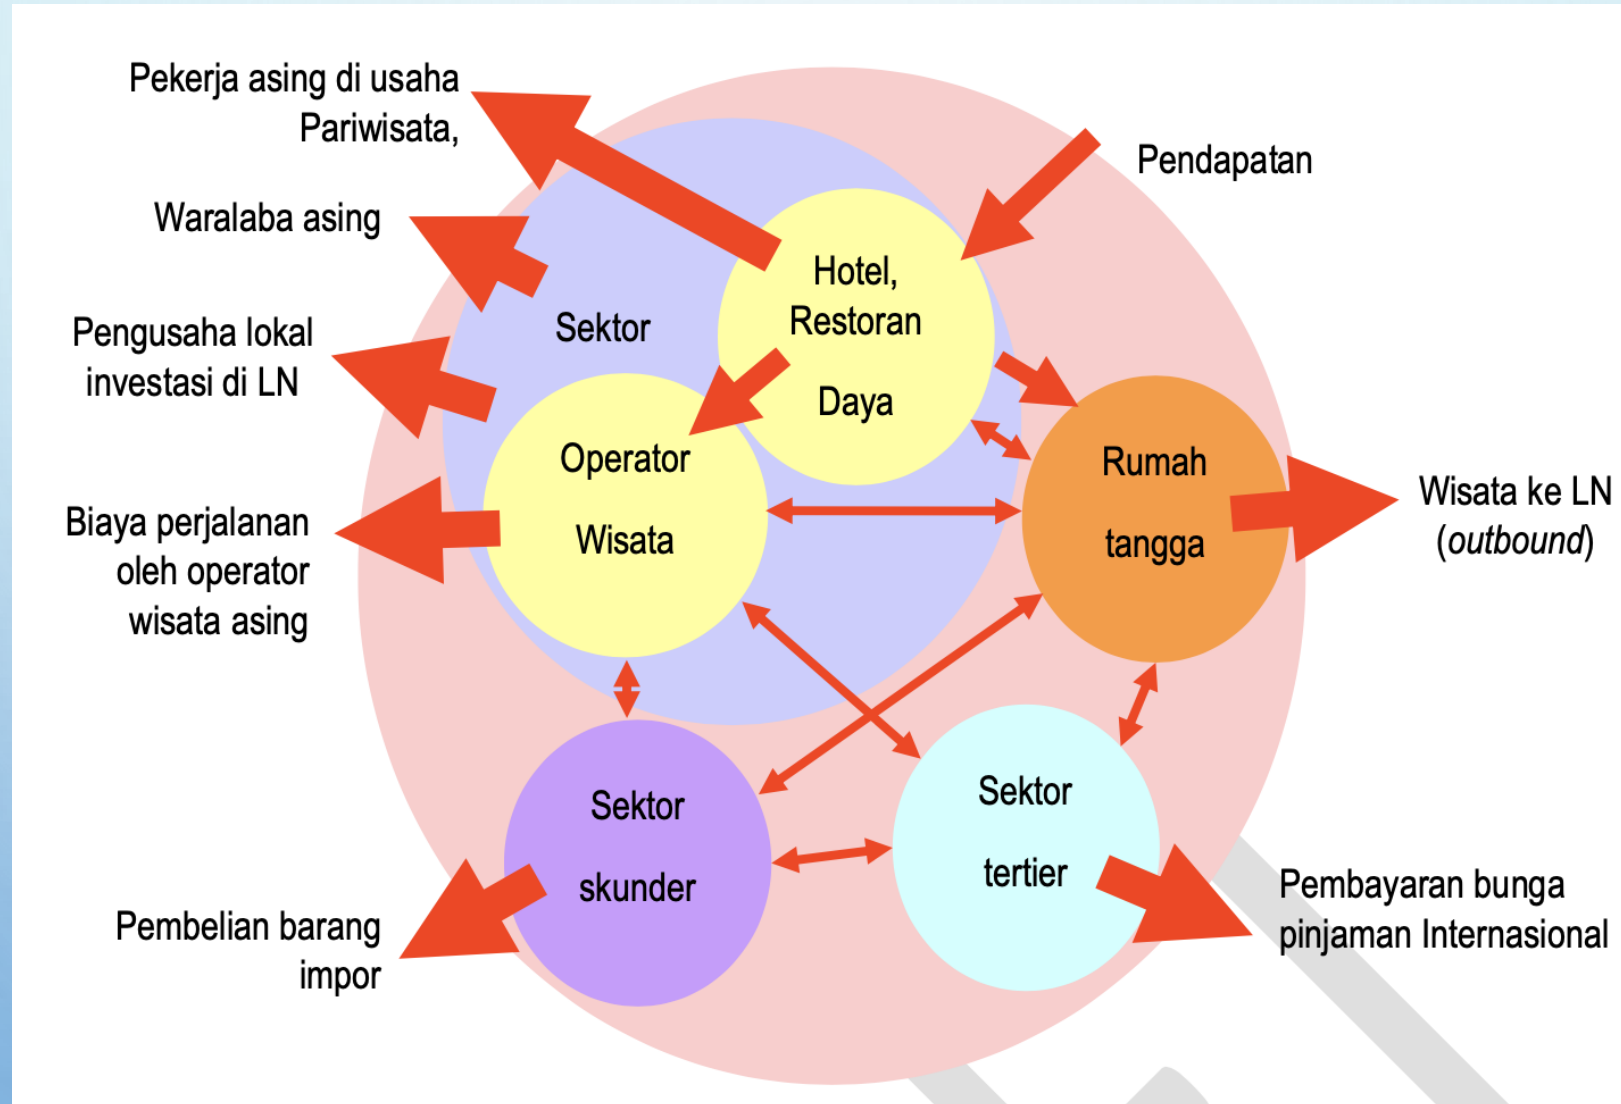 Pekerja asing di usaha
Pariwisata,
Pendapatan
Waralaba asing
Hotel,
Restoran
Daya
Sektor
Pengusaha lokal
investasi di LN
Operator
Wisata
Rumah
tangga
Wisata ke LN
(outbound)
Biaya perjalanan
oleh operator
wisata asing
Sektor
skunder
Sektor
tertier
Pembelian barang
impor
Pembayaran bunga
pinjaman Internasional